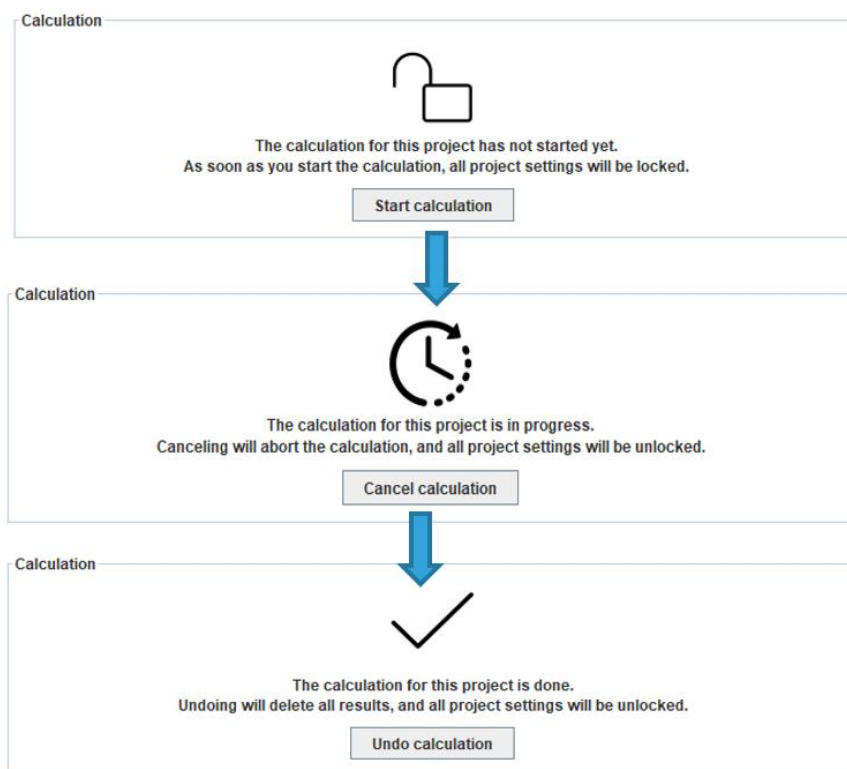 Calculation
The calculation for this project has not started yet.
As soon as you start the calculation, all project settings will be locked.
Start calculation
Calculation
The calculation for this project is in progress.
Canceling will abort the calculation, and all project settings will be unlocked.
Cancel calculation
Calculation
The calculation for this project is done.
Undoing will delete all results, and all project settings will be unlocked.
Undo calculation